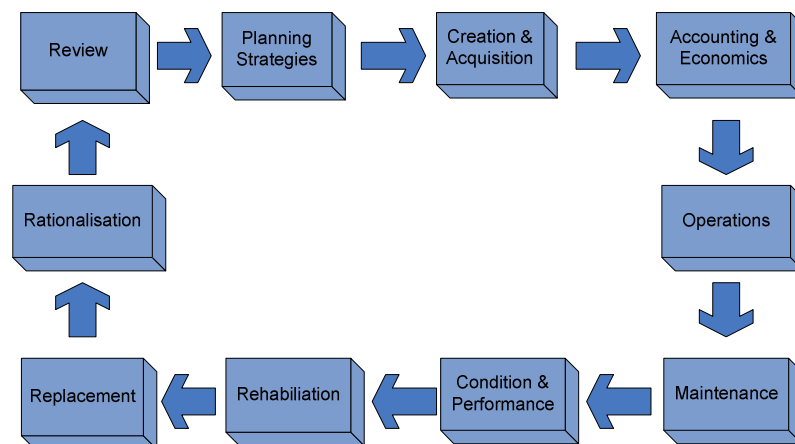 Review
Planning
Strategies
Creation &
Acquisition
Accounting &
Economics
Rationalisation
Operations
Replacement
Rehabiliation
Condition &
Performance
Maintenance